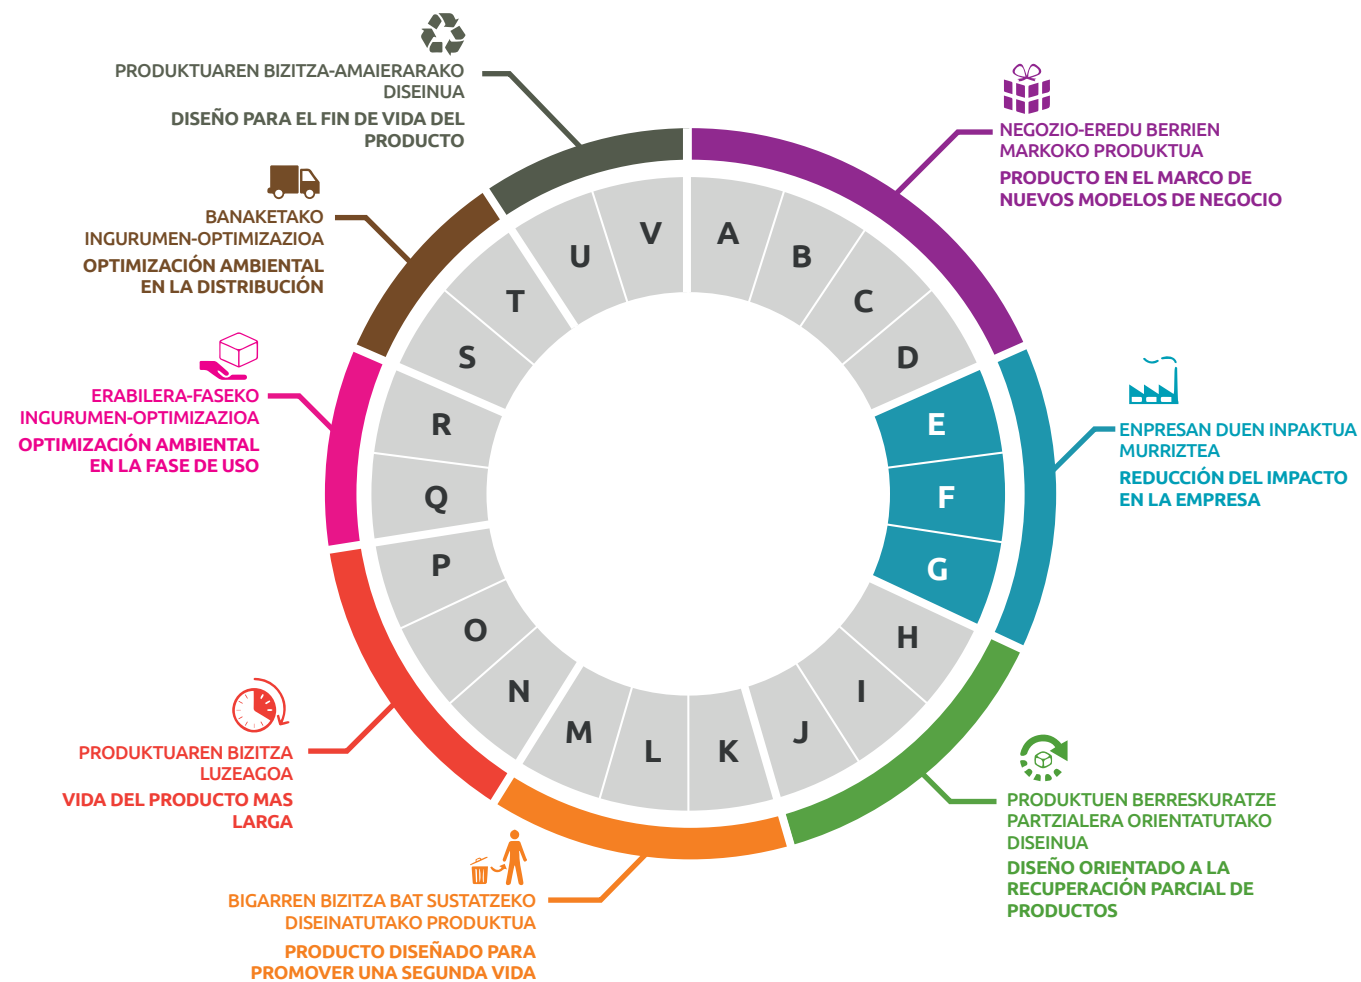 PRODUKTUAREN BIZITZA-AMAIERARAKO
DISEINUA
DISEÑO PARA EL FIN DE VIDA DEL
PRODUCTO
NEGOZIO-EREDU BERRIEN
MARKOKO PRODUKTUA
PRODUCTO EN EL MARCO DE
NUEVOS MODELOS DE NEGOCIO
BANAKETAKO
INGURUMEN-OPTIMIZAZIOA
OPTIMIZACIÓN AMBIENTAL
EN LA DISTRIBUCIÓN
ERABILERA-FASEKO
INGURUMEN-OPTIMIZAZIOA
OPTIMIZACIÓN AMBIENTAL
EN LA FASE DE USO
ENPRESAN DUEN INPAKTUA
MURRIZTEA
REDUCCIÓN DEL IMPACTO
EN LA EMPRESA
PRODUKTUAREN BIZITZA
LUZEAGOA
VIDA DEL PRODUCTO MAS
LARGA
PRODUKTUEN BERRESKURATZE
PARTZIALERA ORIENTATUTAKO
DISEINUA
DISEÑO ORIENTADO A LA
RECUPERACIÓN PARCIAL DE
PRODUCTOS
BIGARREN BIZITZA BAT SUSTATZEKO
DISEINATUTAKO PRODUKTUA
PRODUCTO DISEÑADO PARA
PROMOVER UNA SEGUNDA VIDA
A
B
C
D
E
F
G
H
I
J
K
L
M
N
O
P
Q
R
S
T
U
V